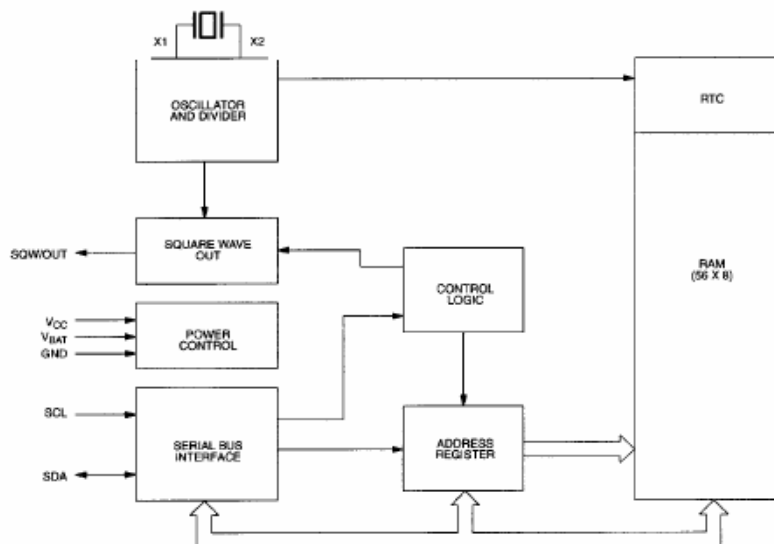 X1
X2
OSCILLATOR
AND DIVIDER
RTC
SQW/OUT
SQUARE WAVE
OUT
CONTROL
LOGIC
RAM
(56 X 8)
VCC
VBAT
GND
POWER
CONTROL
SCL
SDA
SERIAL BUS
INTERFACE
ADDRESS
REGISTER